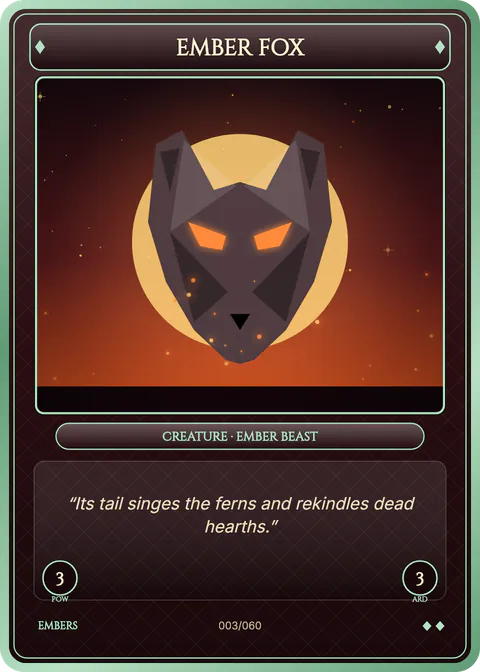 EMBER FOX
CREATURE · EMBER BEAST
“Its tail singes the ferns and rekindles dead
hearths.”
3
POW
3
ARD
EMBERS
003/060